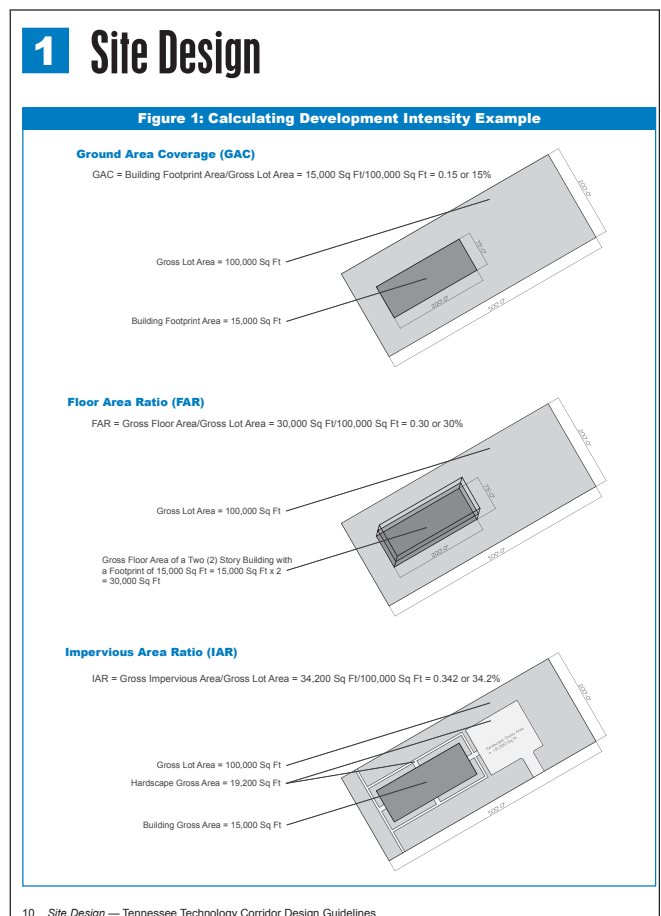 1 Site Design
Figure 1: Calculating Development Intensity Example
Ground Area Coverage (GAC)
GAC = Building Footprint Area/Gross Lot Area = 15,000 Sq Ft/100,000 Sq Ft = 0.15 or 15%
200'-0"
Gross Lot Area = 100,000 Sq Ft
75'-0"
200'-0"
500'-0"
Building Footprint Area = 15,000 Sq Ft
Floor Area Ratio (FAR)
FAR = Gross Floor Area/Gross Lot Area = 30,000 Sq Ft/100,000 Sq Ft = 0.30 or 30%
200'-0"
Gross Lot Area = 100,000 Sq Ft
75'-0"
200'-0"
500'-0"
Gross Floor Area of a Two (2) Story Building with
a Footprint of 15,000 Sq Ft = 15,000 Sq Ft x 2
= 30,000 Sq Ft
Impervious Area Ratio (IAR)
IAR = Gross Impervious Area/Gross Lot Area = 34,200 Sq Ft/100,000 Sq Ft = 0.342 or 34.2%
200'-0"
Hardscape Gross Area
Sq Ft
Gross Lot Area = 100,000 Sq Ft
Hardscape Gross Area = 19,200 Sq Ft
500'-0"
Building Gross Area = 15,000 Sq Ft
10 Site Design — Tennessee Technology Corridor Design Guidelines